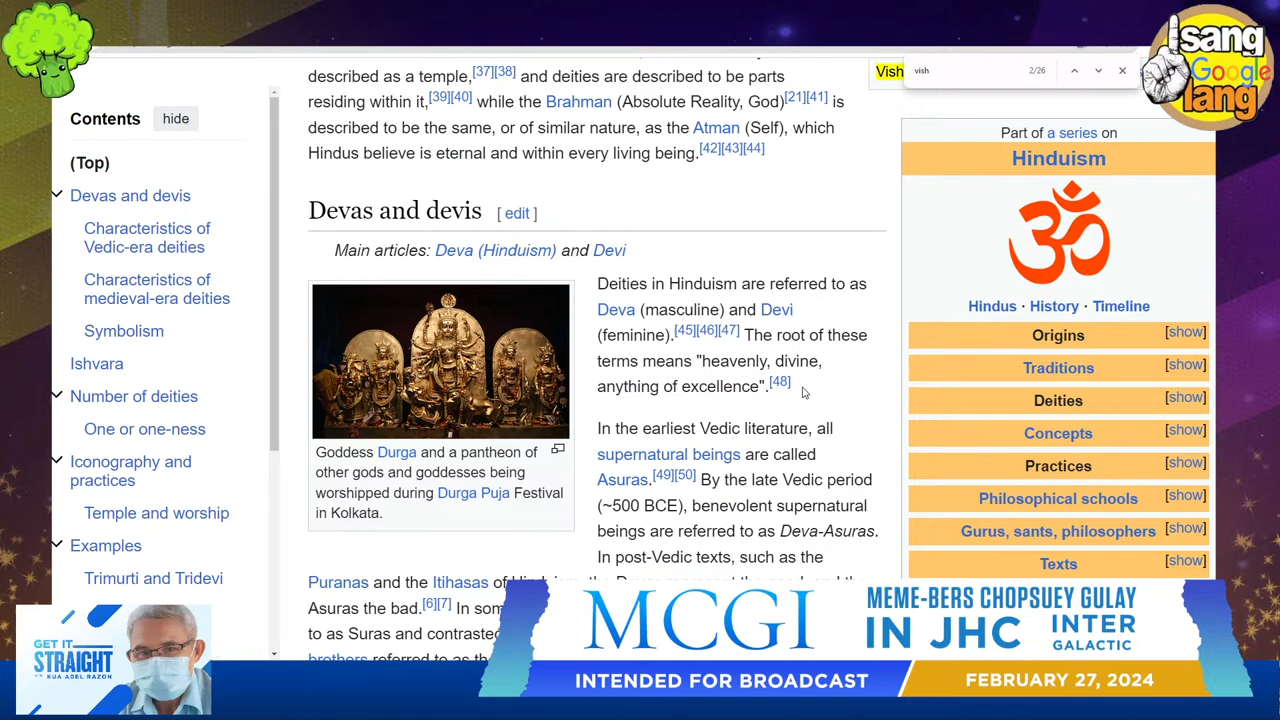 described as a temple,[37][38] and deities are described to be parts
residing within it,[39][40] while the Brahman (Absolute Reality, God)[21][41] is
described to be the same, or of similar nature, as the Atman (Self), which
Hindus believe is eternal and within every living being.[42][43][44]
Vish
vish 2/26
Isang
Google
lang
Contents hide
(Top)
Devas and devis
Characteristics of
Vedic-era deities
Characteristics of
medieval-era deities
Symbolism
Ishvara
Number of deities
One or one-ness
Iconography and
practices
Temple and worship
Examples
Trimurti and Tridevi
Devas and devis [ edit ]
Main articles: Deva (Hinduism) and Devi
Goddess Durga and a pantheon of
other gods and goddesses being
worshipped during Durga Puja Festival
in Kolkata.
Deities in Hinduism are referred to as
Deva (masculine) and Devi
(feminine).[45][46][47] The root of these
terms means "heavenly, divine,
anything of excellence".[48]
In the earliest Vedic literature, all
supernatural beings are called
Asuras.[49][50] By the late Vedic period
(~500 BCE), benevolent supernatural
beings are referred to as Deva-Asuras.
In post-Vedic texts, such as the
Puranas and the Itihasas of
Asuras the bad.[6][7] In som
to as Suras and contrasted
brothers referred to as th
Part of a series on
Hinduism
ॐ
Hindus · History · Timeline
Origins [show]
Traditions [show]
Deities [show]
Concepts [show]
Practices [show]
Philosophical schools [show]
Gurus, sants, philosophers [show]
Texts [show]
GET IT
STRAIGHT
KUYA ADEL RAZON
MCGI
MEME-BERS CHOPSUEY GULAY
IN JHC INTER
GALACTIC
INTENDED FOR BROADCAST
FEBRUARY 27, 2024